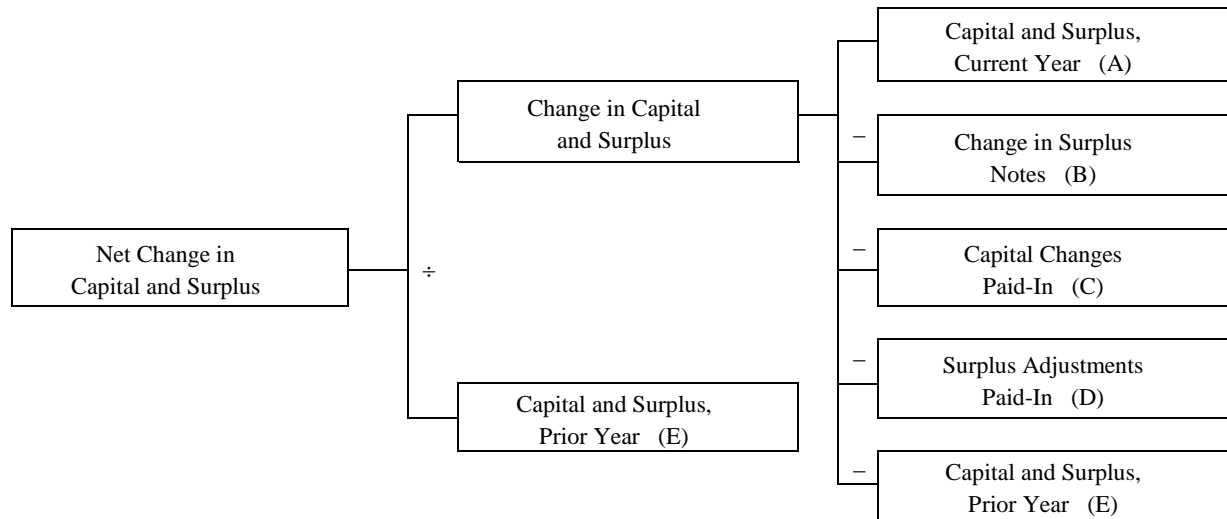 Capital and Surplus,
Current Year (A)
Change in Capital
and Surplus
–
Change in Surplus
Notes (B)
Net Change in
Capital and Surplus
÷
–
Capital Changes
Paid-In (C)
–
Surplus Adjustments
Paid-In (D)
Capital and Surplus,
Prior Year (E)
–
Capital and Surplus,
Prior Year (E)